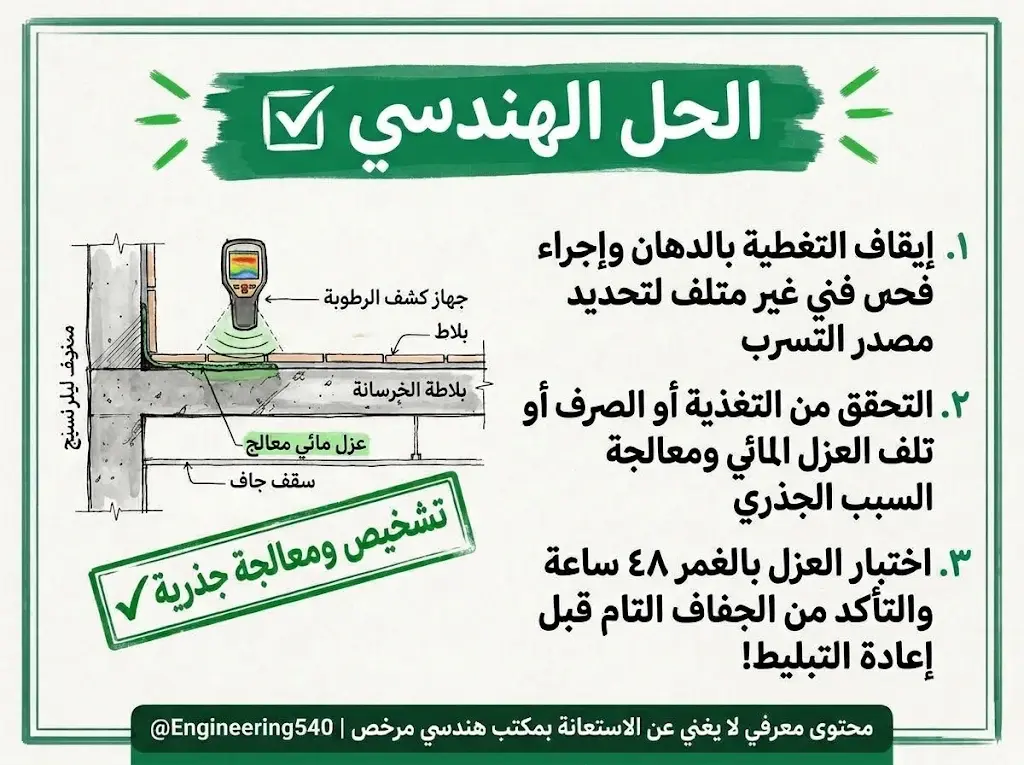 الحل الهندسي
١. إيقاف التغطية بالدهان وإجراء
فحص فني غير متلف لتحديد
مصدر التسرب
٢. التحقق من التغذية أو الصرف أو
تلف العزل المائي ومعالجة
السبب الجذري
٣. اختبار العزل بالغمر ٤٨ ساعة
والتأكد من الجفاف التام قبل
إعادة التبليط!
جهاز كشف الرطوبة
بلاط
بلاطة الخرسانة
عزل مائي معالج
سقف جاف
تشخيص ومعالجة جذرية
محتوى معرفي لا يغني عن الاستعانة بمكتب هندسي مرخص | @Engineering540